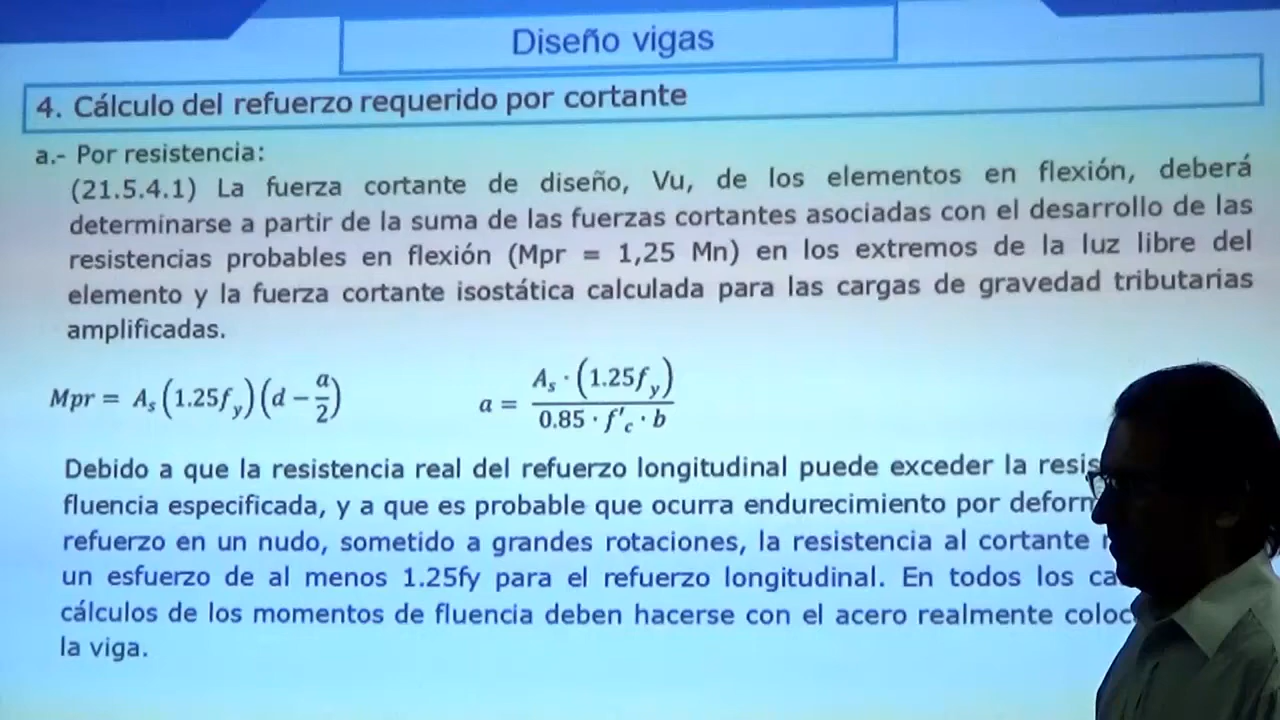 Diseño vigas
4. Cálculo del refuerzo requerido por cortante
a.- Por resistencia:
(21.5.4.1) La fuerza cortante de diseño, Vu, de los elementos en flexión, deberá
determinarse a partir de la suma de las fuerzas cortantes asociadas con el desarrollo de las
resistencias probables en flexión (Mpr = 1,25 Mn) en los extremos de la luz libre del
elemento y la fuerza cortante isostática calculada para las cargas de gravedad tributarias
amplificadas.
Mpr = A_s (1.25f_y) (d − a/2)
a = A_s · (1.25f_y) / 0.85 · f'_c · b
Debido a que la resistencia real del refuerzo longitudinal puede exceder la resis
fluencia especificada, y a que es probable que ocurra endurecimiento por deform
refuerzo en un nudo, sometido a grandes rotaciones, la resistencia al cortante
un esfuerzo de al menos 1.25fy para el refuerzo longitudinal. En todos los ca
cálculos de los momentos de fluencia deben hacerse con el acero realmente coloc
la viga.